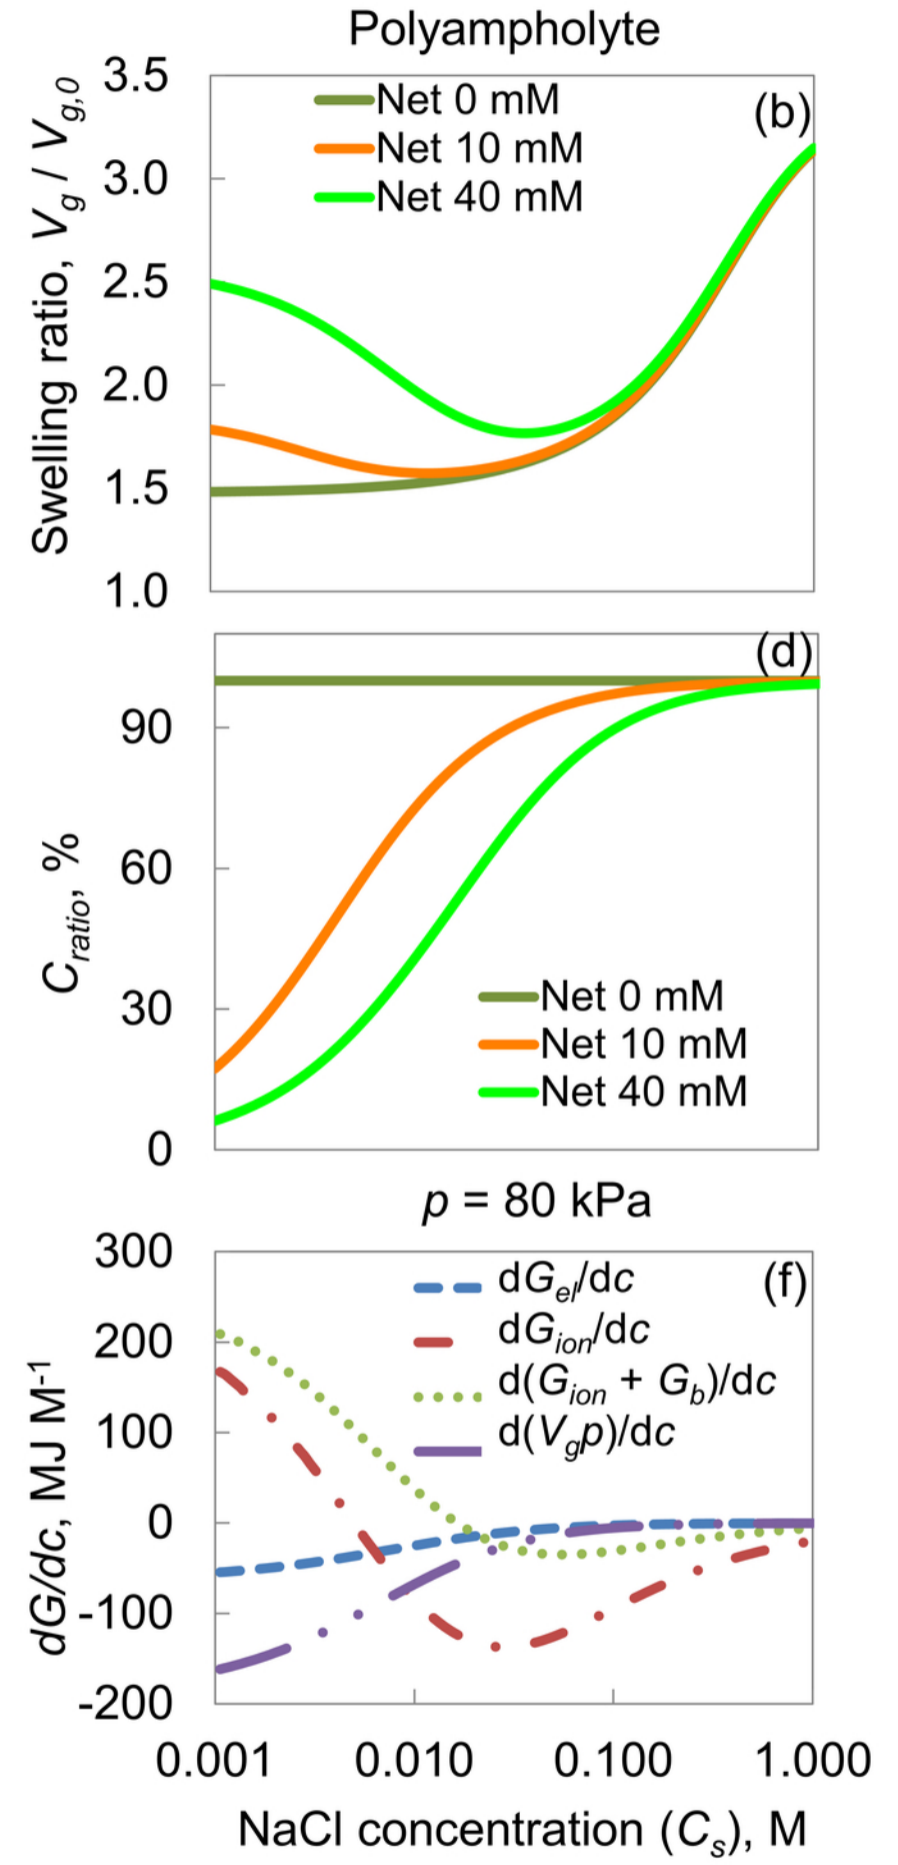 Polyampholyte
(b)
Swelling ratio, Vg / Vg,0
3.5
3.0
2.5
2.0
1.5
1.0
Net 0 mM
Net 10 mM
Net 40 mM
(d)
Cratio, %
90
60
30
0
Net 0 mM
Net 10 mM
Net 40 mM
p = 80 kPa
(f)
dG/dc, MJ M-1
300
200
100
0
-100
-200
dGel/dc
dGion/dc
d(Gion + Gb)/dc
d(Vgp)/dc
0.001 0.010 0.100 1.000
NaCl concentration (Cs), M